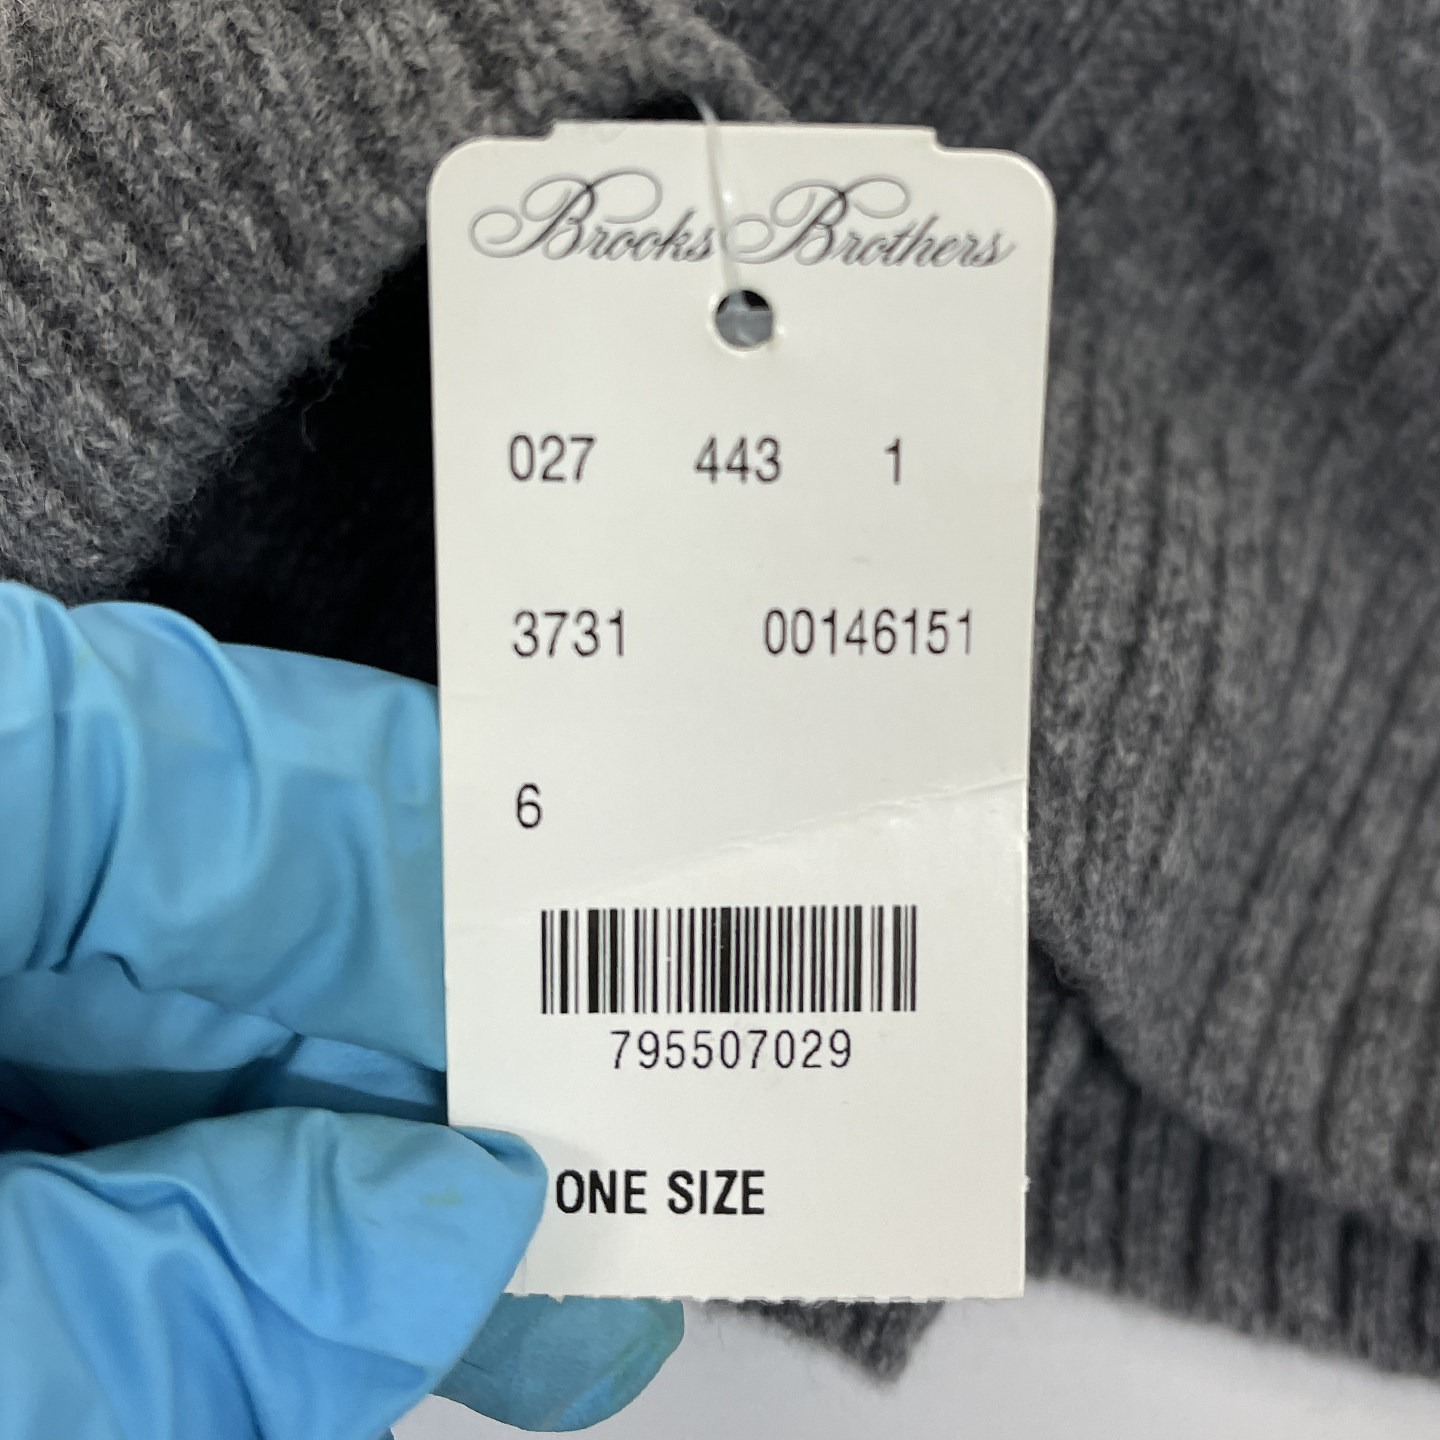 Brooks Brothers
027 443 1
3731 00146151
6
795507029
ONE SIZE